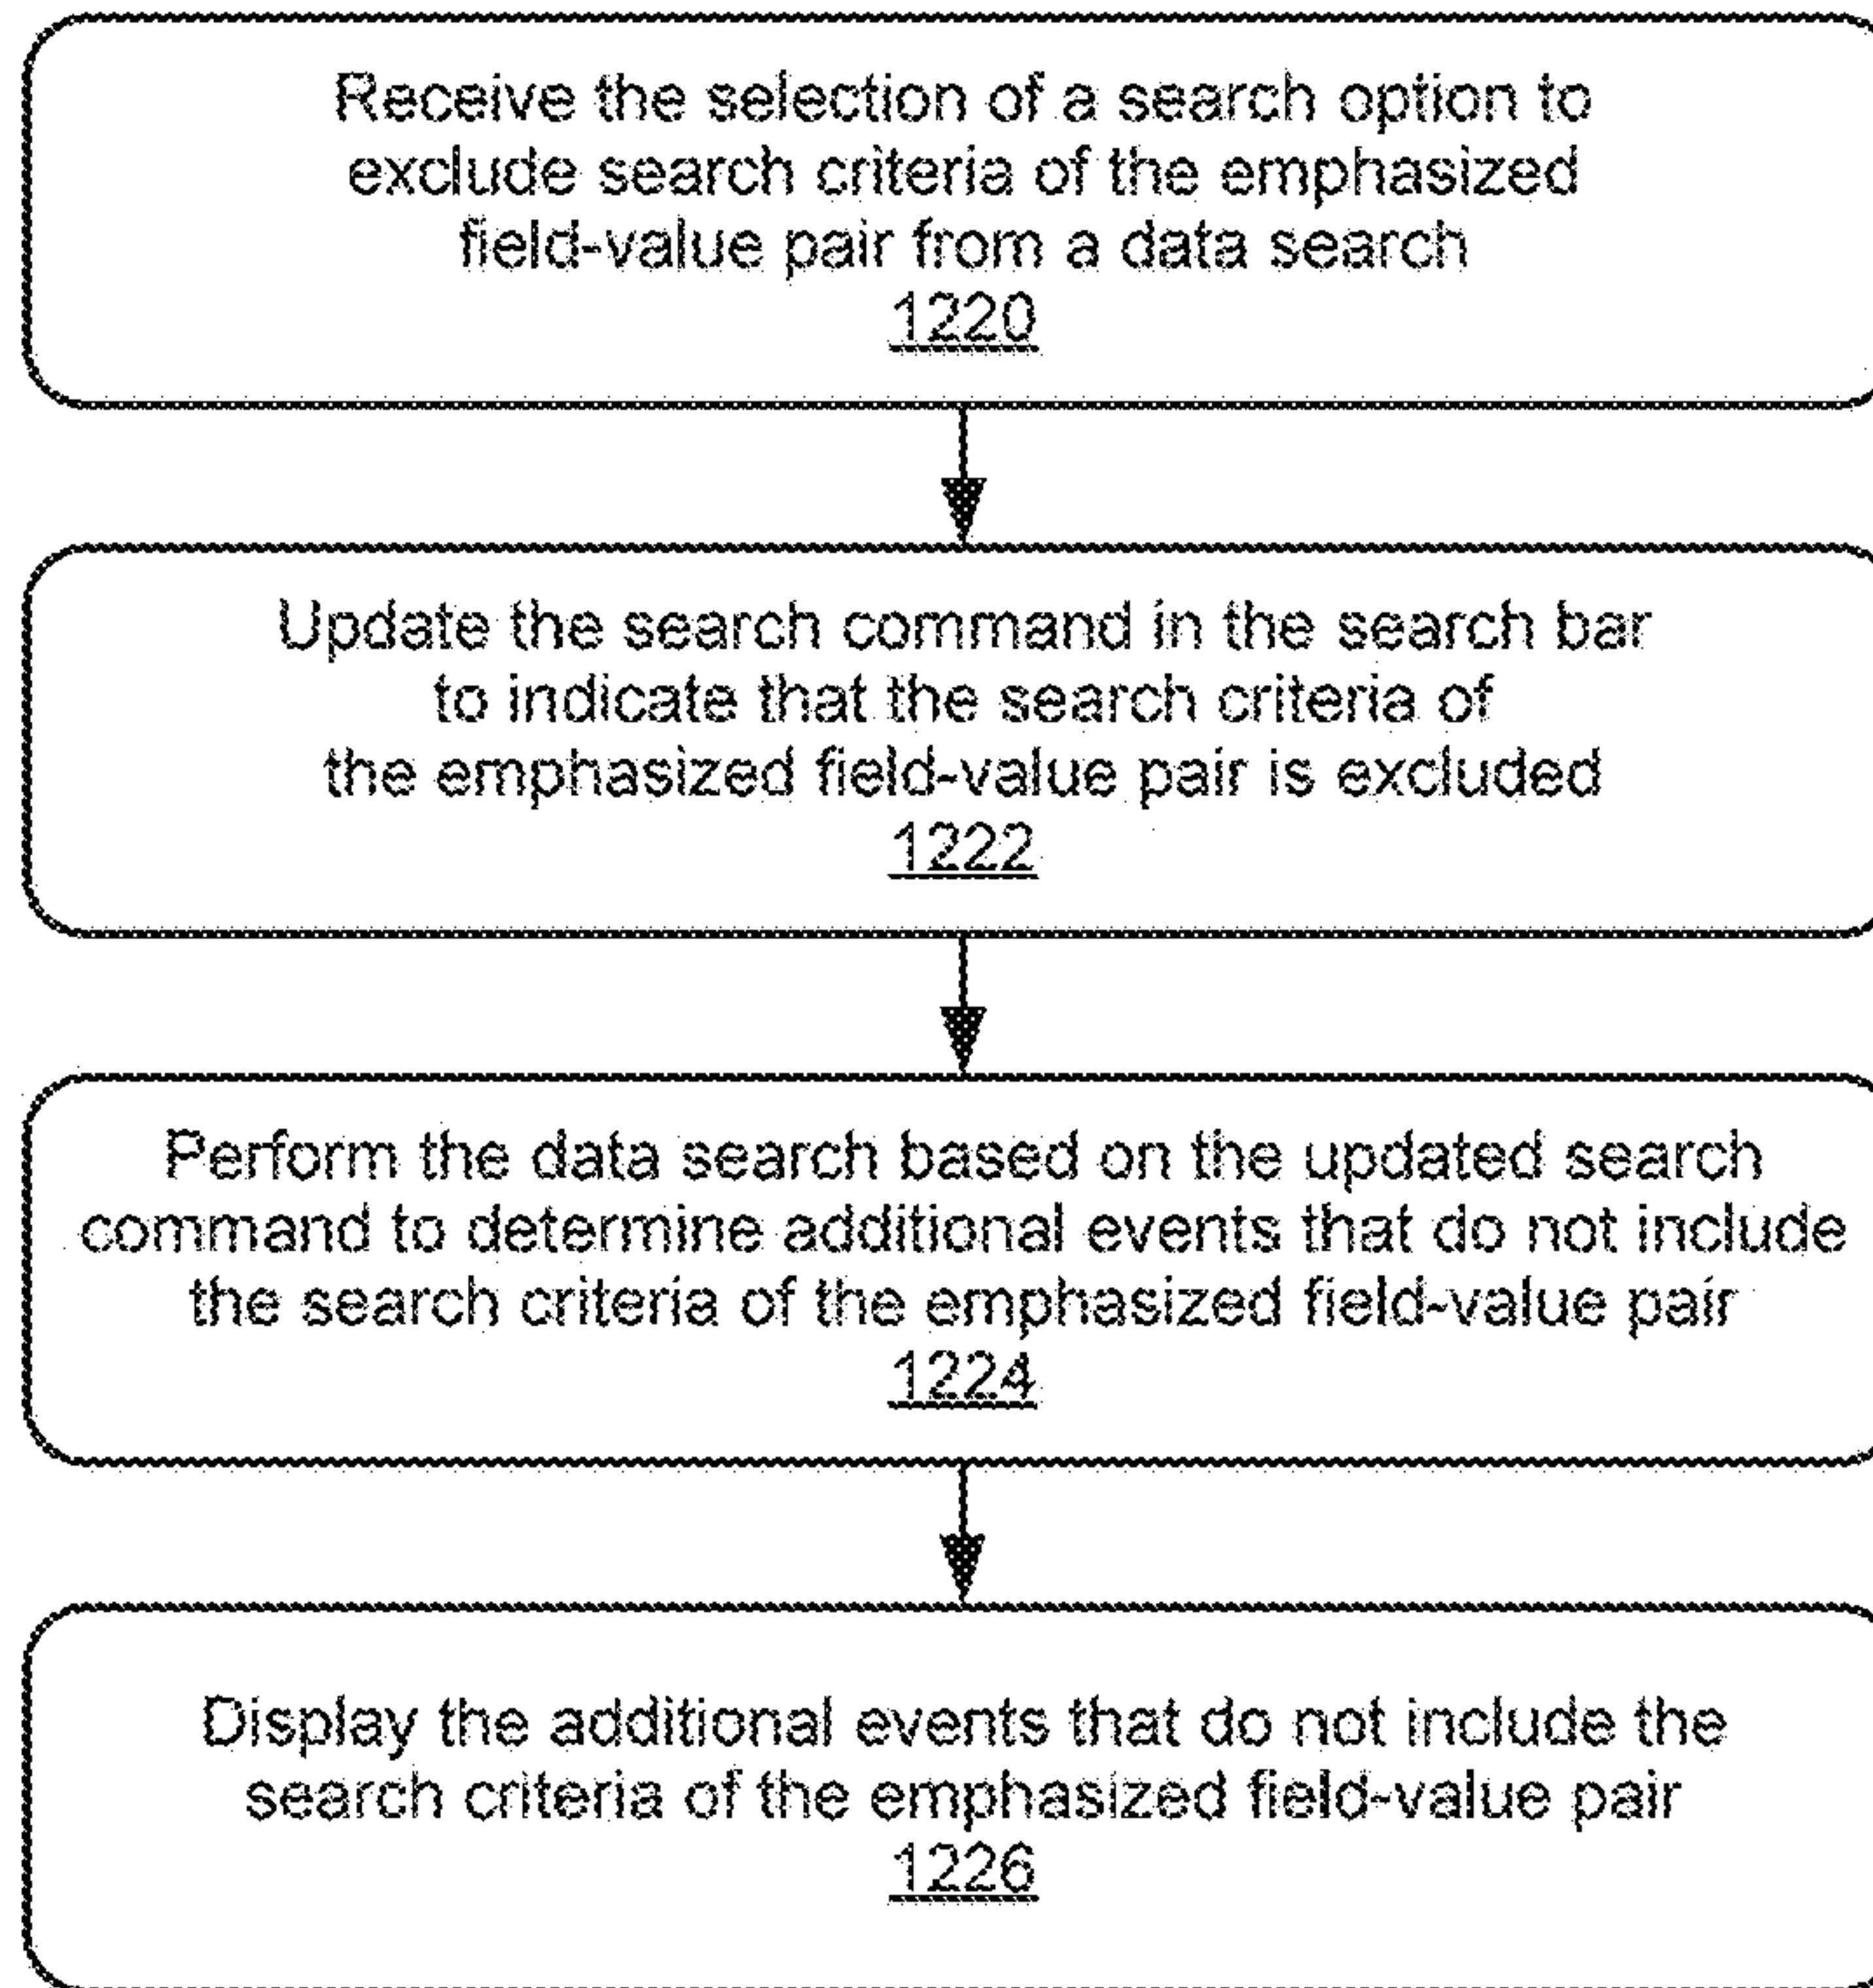 Receive the selection of a search option to
exclude search criteria of the emphasized
field-value pair from a data search
1220
Update the search command in the search bar
to indicate that the search criteria of
the emphasized field-value pair is excluded
1222
Perform the data search based on the updated search
command to determine additional events that do not include
the search criteria of the emphasized field-value pair
1224
Display the additional events that do not include the
search criteria of the emphasized field-value pair
1226